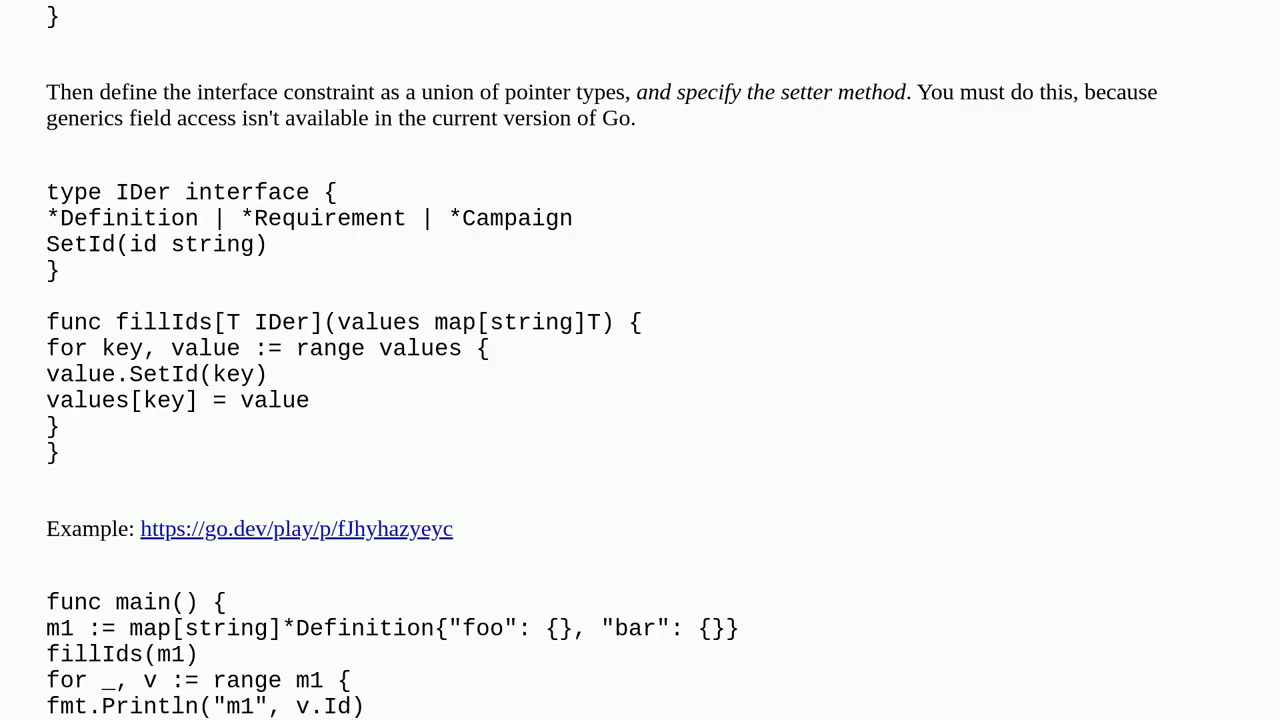 }
Then define the interface constraint as a union of pointer types, and specify the setter method. You must do this, because
generics field access isn't available in the current version of Go.
type IDer interface {
*Definition | *Requirement | *Campaign
SetId(id string)
}
func fillIds[T IDer](values map[string]T) {
for key, value := range values {
value.SetId(key)
values[key] = value
}
}
Example: https://go.dev/play/p/fJhyhazyeyc
func main() {
m1 := map[string]*Definition{"foo": {}, "bar": {}}
fillIds(m1)
for _, v := range m1 {
fmt.Println("m1", v.Id)